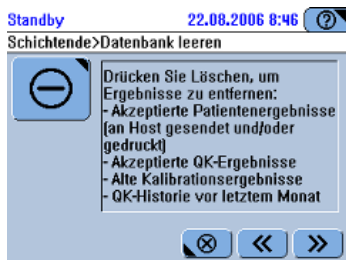 Standby 22.08.2006 8:46
Schichtende>Datenbank leeren
Drücken Sie Löschen, um
Ergebnisse zu entfernen:
- Akzeptierte Patientenergebnisse
(an Host gesendet und/oder
gedruckt)
- Akzeptierte QK-Ergebnisse
- Alte Kalibrationsergebnisse
- QK-Historie vor letztem Monat